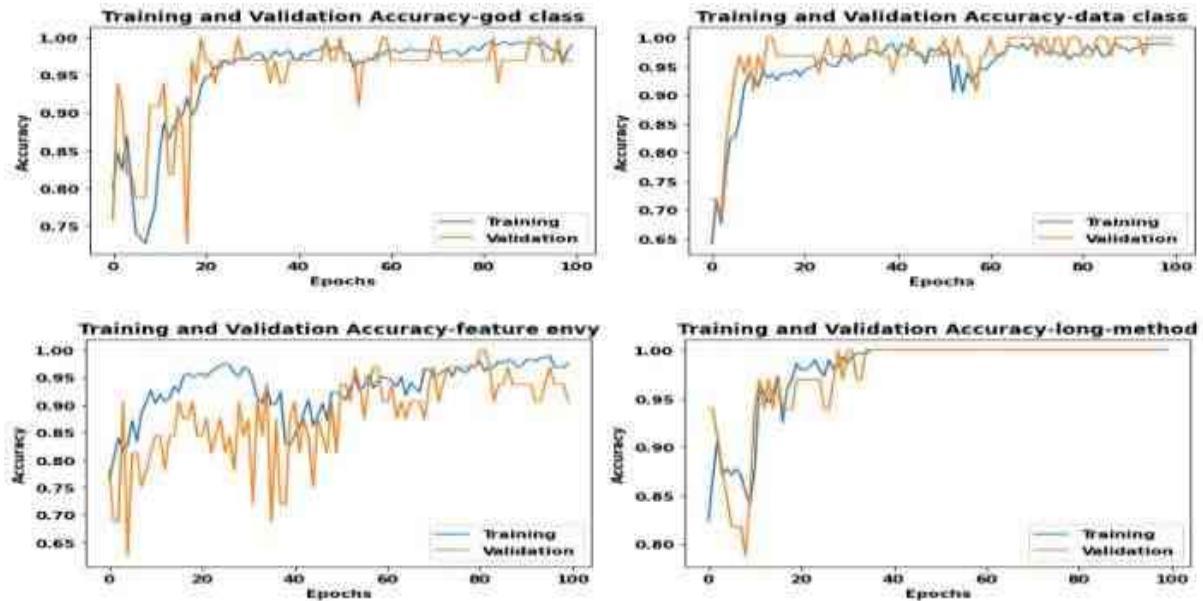 Training and Validation Accuracy-god class
1.00
0.95
0.90
0.85
0.80
0.75
Accuracy
Training
Validation
0 20 40 60 80 100
Epochs
Training and Validation Accuracy-data class
1.00
0.95
0.90
0.85
0.80
0.75
0.70
0.65
Accuracy
Training
Validation
0 20 40 60 80 100
Epochs
Training and Validation Accuracy-feature envy
1.00
0.95
0.90
0.85
0.80
0.75
0.70
0.65
Accuracy
Training
Validation
0 20 40 60 80 100
Epochs
Training and Validation Accuracy-long-method
1.00
0.95
0.90
0.85
0.80
Accuracy
Training
Validation
0 20 40 60 80 100
Epochs